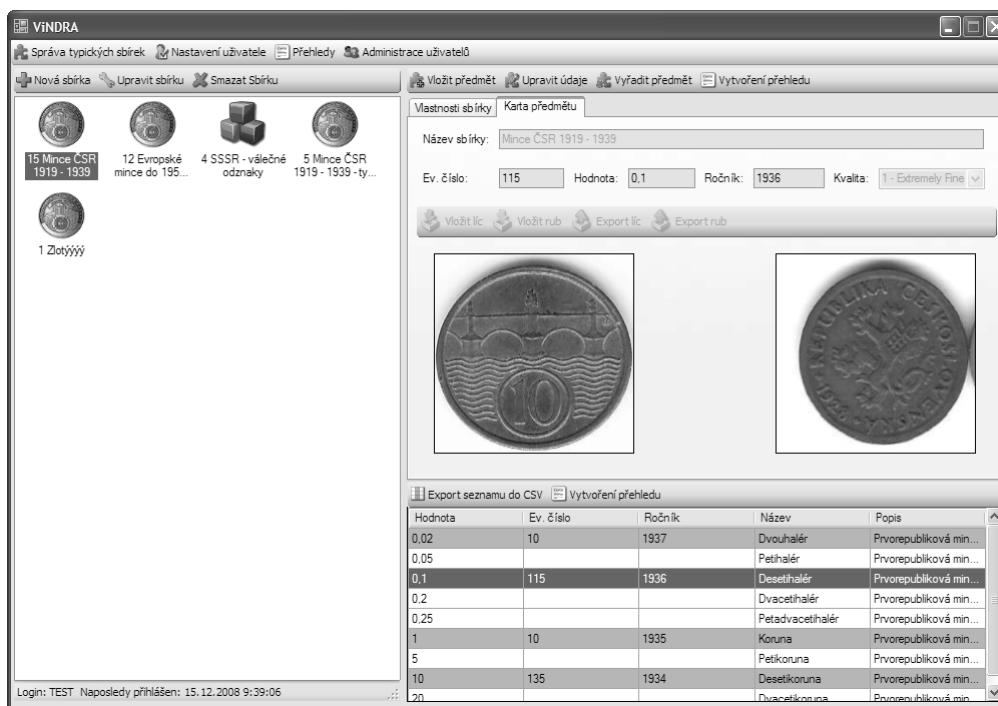 ViNDRA
Správa typických sbírek Nastavení uživatele Přehledy Administrace uživatelů
Nová sbírka Upravit sbírku Smazat Sbírku
Vložit předmět Upravit údaje Vyřadit předmět Vytvoření přehledu
15 Mince ČSR 1919 - 1939
12 Evropské mince do 195...
4 SSSR - válečné odznaky
5 Mince ČSR 1919 - 1939 - ty...
1 Zlotýýýý
Vlastnosti sbírky Karta předmětu
Název sbírky: Mince ČSR 1919 - 1939
Ev. číslo: 115 Hodnota: 0,1 Ročník: 1936 Kvalita: 1 - Extremely Fine
Vložit líc Vložit rub Export líc Export rub
10
REPUBLIKA ČESKOSLOVENSKÁ
Export seznamu do CSV Vytvoření přehledu
Hodnota Ev. číslo Ročník Název Popis
0,02 10 1937 Dvouhalér Prvorepubliková min...
0,05 Petihalér Prvorepubliková min...
0,1 115 1936 Desetihalér Prvorepubliková min...
0,2 Dvacetihalér Prvorepubliková min...
0,25 Petadvacetihalér Prvorepubliková min...
1 10 1935 Koruna Prvorepubliková min...
5 Petikoruna Prvorepubliková min...
10 135 1934 Desetikoruna Prvorepubliková min...
20 Dvacetikoruna Prvorepubliková min...
Login: TEST Naposledy přihlášen: 15.12.2008 9:39:06